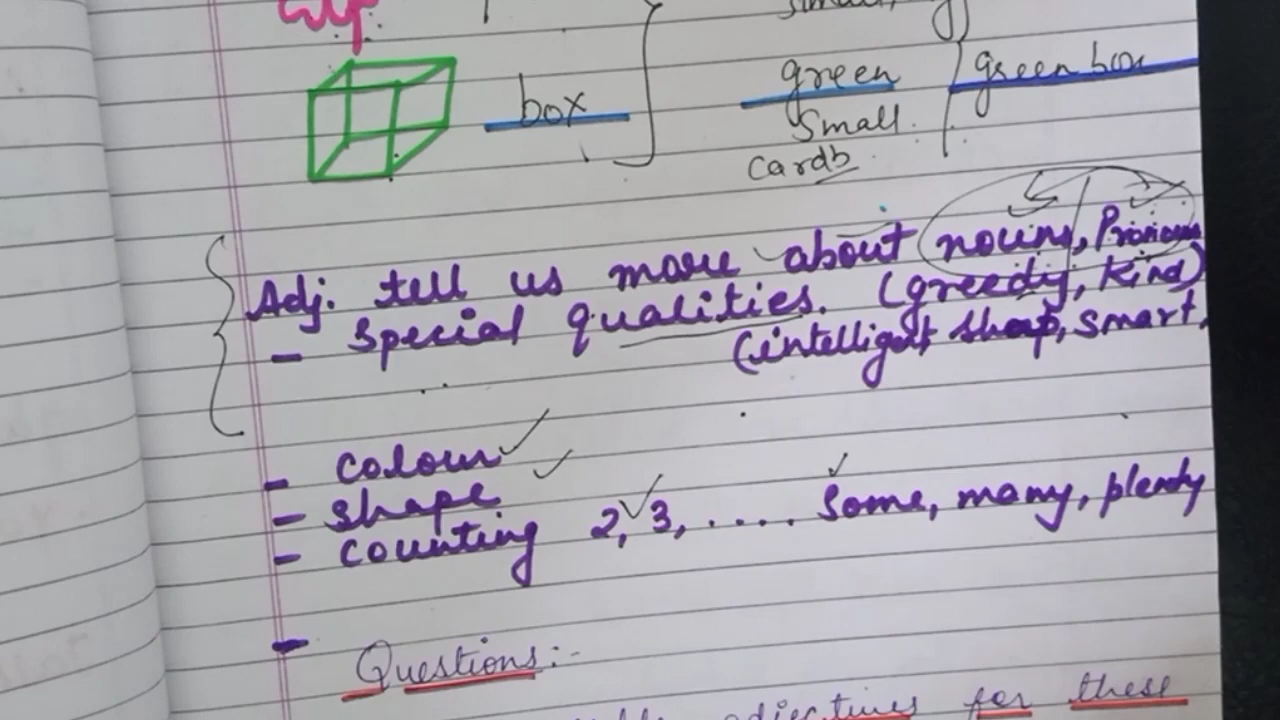 small,
green green box
box
Small
Cardb
Adj. tell us more about nouns, Pronouns
- special qualities. (greedy, kind)
(intelligent sharp, smart,
- colour
- shape
- counting 2, 3, .... Some, many, plenty
-
Questions:-
adjectives for these